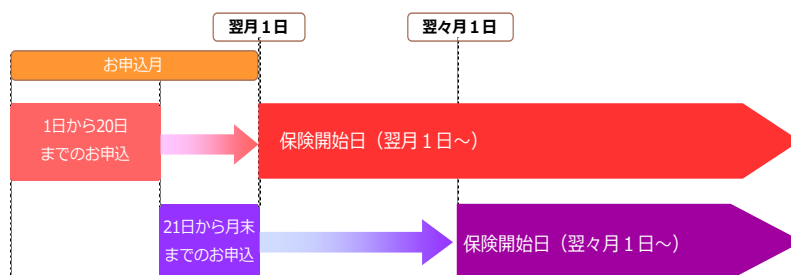 翌月１日
翌々月１日
お申込月
1日から20日
までのお申込
保険開始日（翌月１日～）
21日から月末
までのお申込
保険開始日（翌々月１日～）